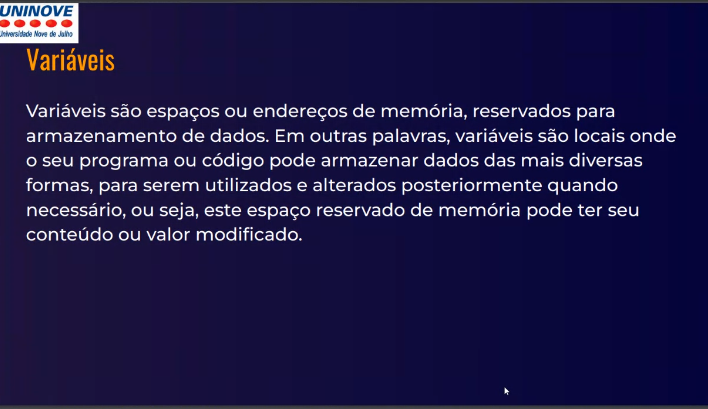 UNINOVE
Universidade Nove de Julho
Variáveis
Variáveis são espaços ou endereços de memória, reservados para
armazenamento de dados. Em outras palavras, variáveis são locais onde
o seu programa ou código pode armazenar dados das mais diversas
formas, para serem utilizados e alterados posteriormente quando
necessário, ou seja, este espaço reservado de memória pode ter seu
conteúdo ou valor modificado.